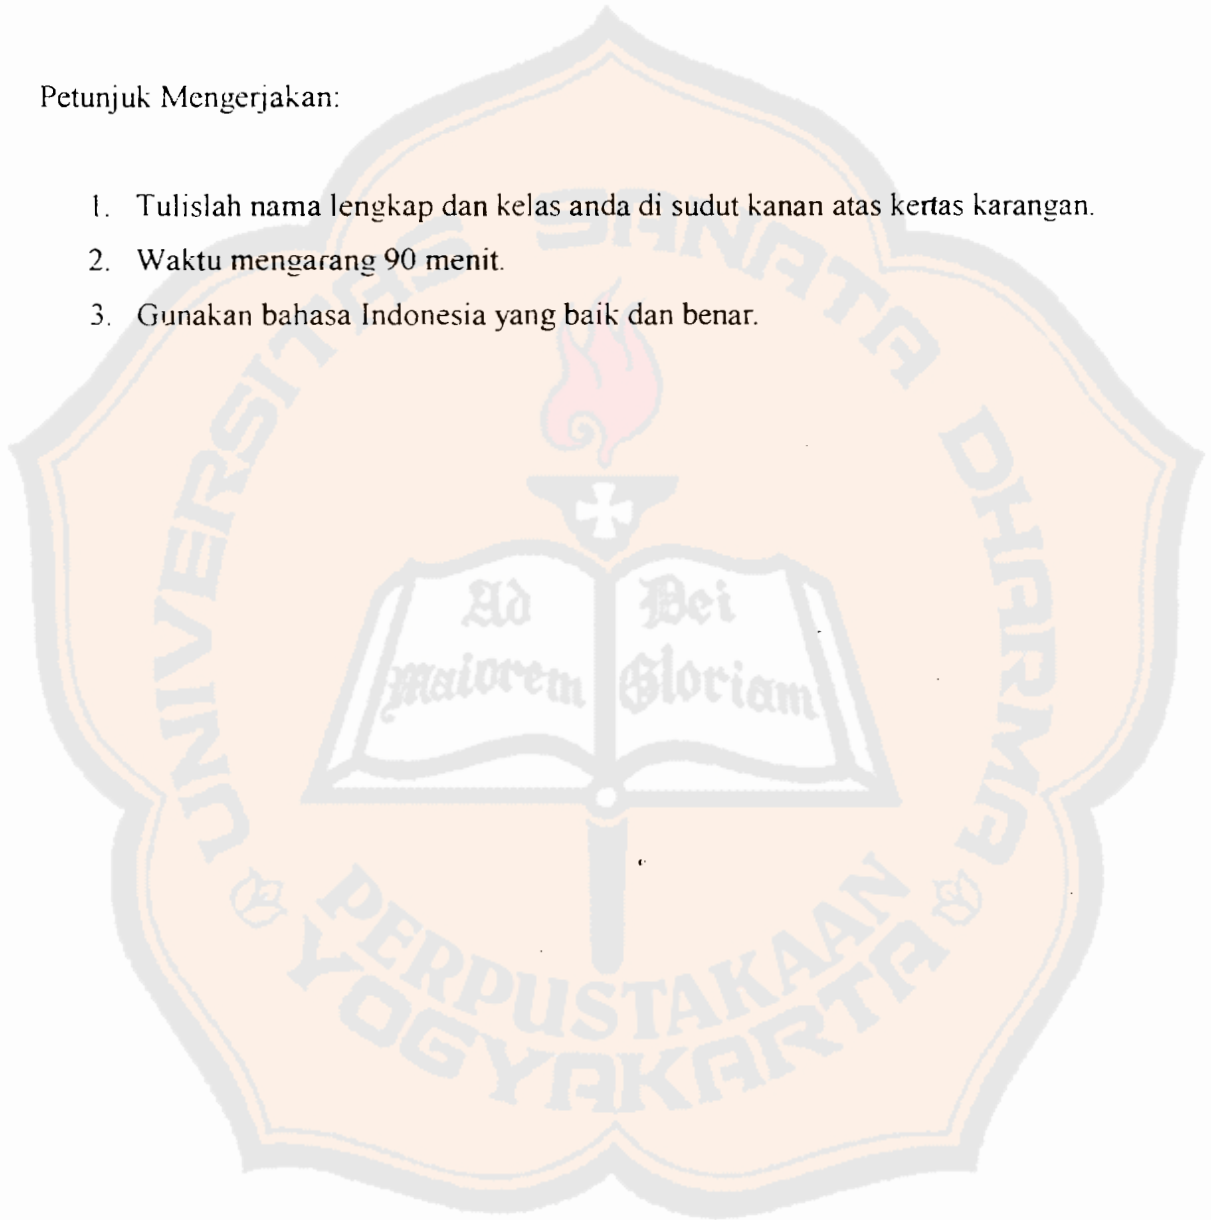 Petunjuk Mengerjakan:
1. Tulislah nama lengkap dan kelas anda di sudut kanan atas kertas karangan.
2. Waktu mengarang 90 menit.
3. Gunakan bahasa Indonesia yang baik dan benar.
UNIVERSITAS SANATA DHARMA
Ad Dei
Maiorem Gloriam
PERPUSTAKAAN
YOGYAKARTA